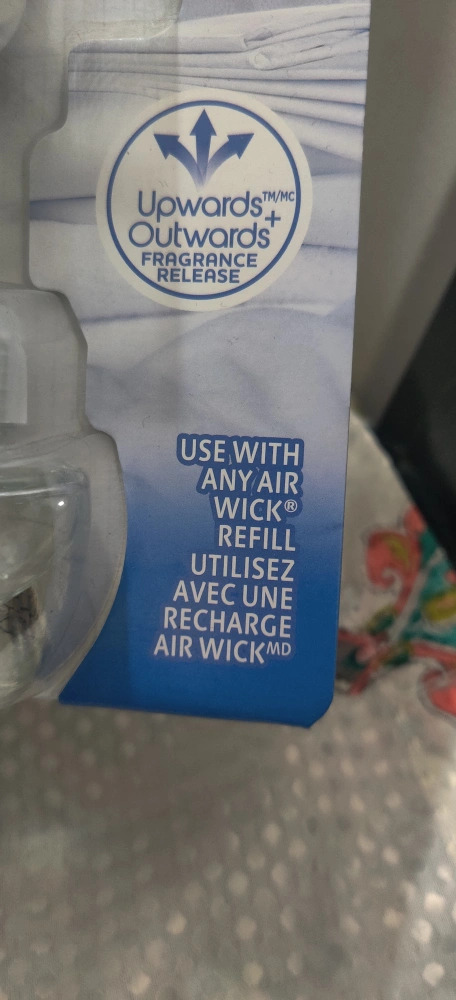 Upwards™/MC
Outwards+
FRAGRANCE
RELEASE
USE WITH
ANY AIR
WICK®
REFILL
UTILISEZ
AVEC UNE
RECHARGE
AIR WICKMD